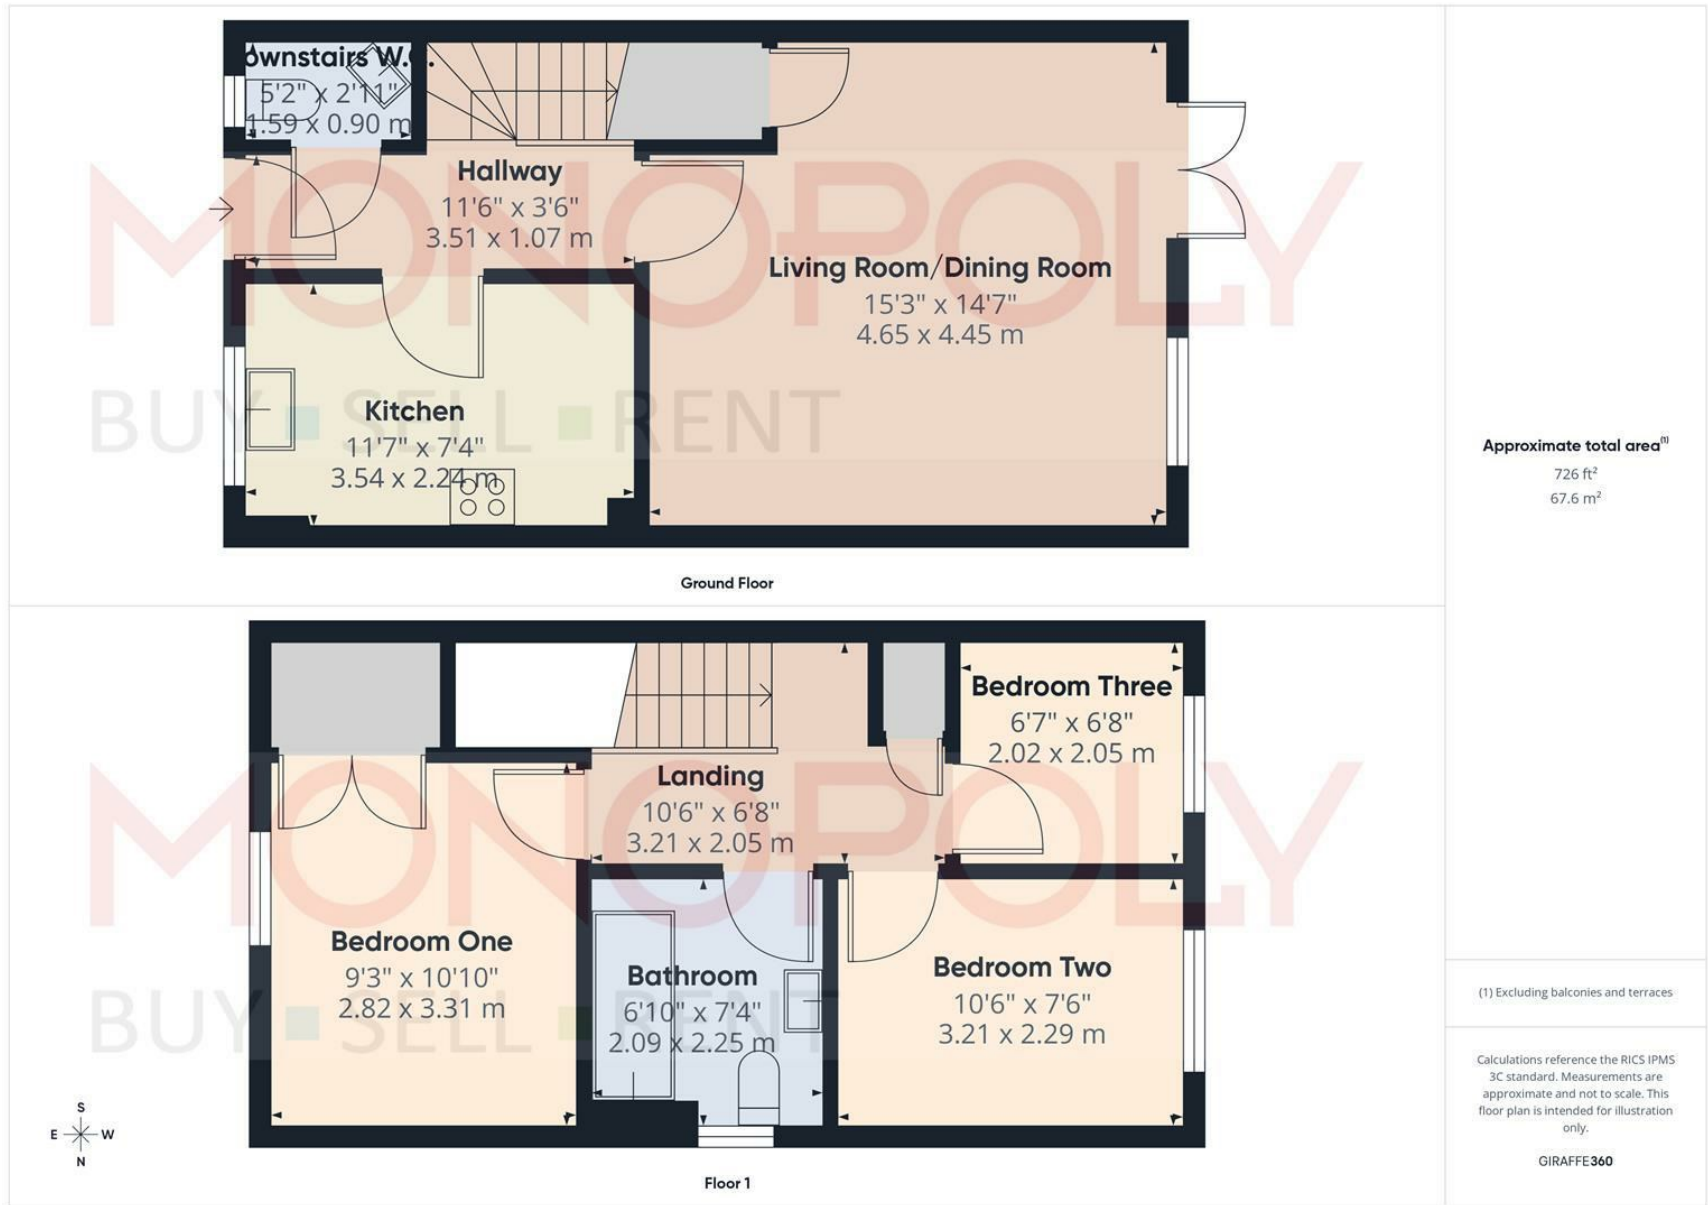 ownstairs W.C.
5'2" x 2'11"
1.59 x 0.90 m
Hallway
11'6" x 3'6"
3.51 x 1.07 m
Living Room/Dining Room
15'3" x 14'7"
4.65 x 4.45 m
Kitchen
11'7" x 7'4"
3.54 x 2.24 m
MONOPOLY
BUY SELL RENT
Ground Floor
Bedroom Three
6'7" x 6'8"
2.02 x 2.05 m
Landing
10'6" x 6'8"
3.21 x 2.05 m
Bedroom One
9'3" x 10'10"
2.82 x 3.31 m
Bathroom
6'10" x 7'4"
2.09 x 2.25 m
Bedroom Two
10'6" x 7'6"
3.21 x 2.29 m
MONOPOLY
BUY SELL RENT
S
E W
N
Floor 1
Approximate total area(1)
726 ft²
67.6 m²
(1) Excluding balconies and terraces
Calculations reference the RICS IPMS
3C standard. Measurements are
approximate and not to scale. This
floor plan is intended for illustration
only.
GIRAFFE360